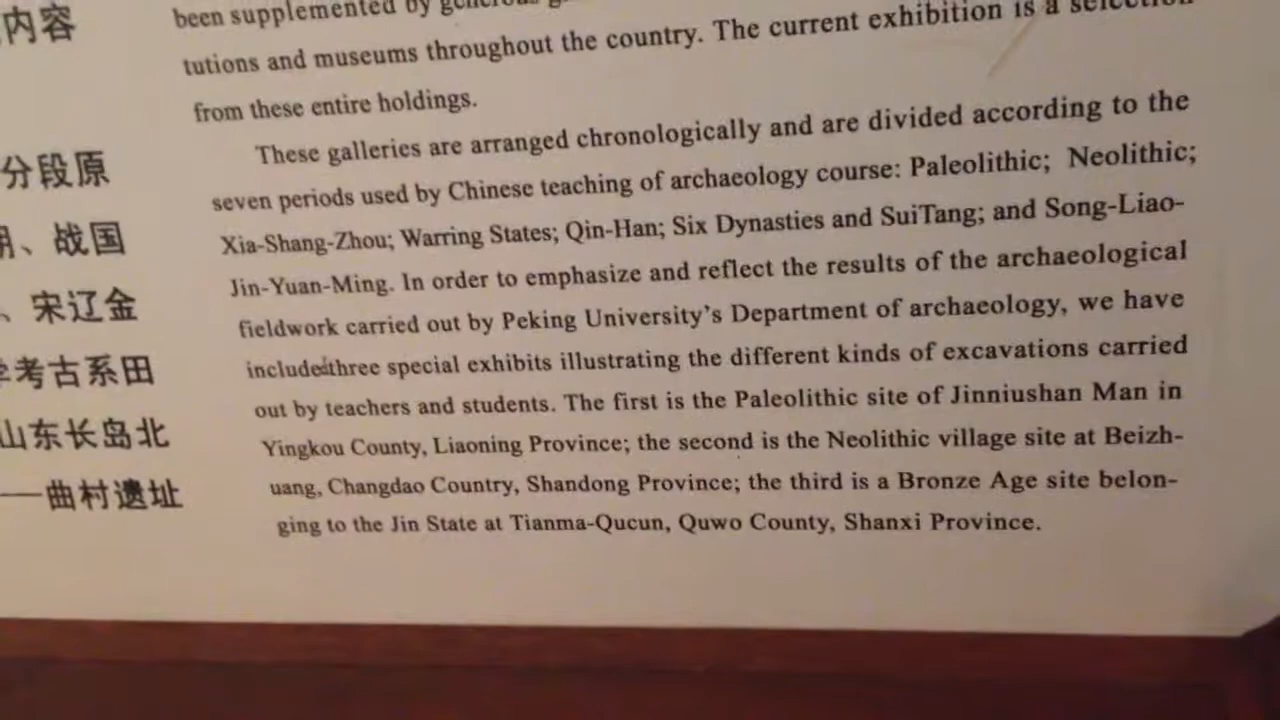 内容
分段原
、战国
、宋辽金
考古系田
山东长岛北
——曲村遗址
been supplemented by generous
tutions and museums throughout the country. The current exhibition is a selection
from these entire holdings.
These galleries are arranged chronologically and are divided according to the
seven periods used by Chinese teaching of archaeology course: Paleolithic; Neolithic;
Xia-Shang-Zhou; Warring States; Qin-Han; Six Dynasties and SuiTang; and Song-Liao-
Jin-Yuan-Ming. In order to emphasize and reflect the results of the archaeological
fieldwork carried out by Peking University's Department of archaeology, we have
included three special exhibits illustrating the different kinds of excavations carried
out by teachers and students. The first is the Paleolithic site of Jinniushan Man in
Yingkou County, Liaoning Province; the second is the Neolithic village site at Beizh-
uang, Changdao Country, Shandong Province; the third is a Bronze Age site belon-
ging to the Jin State at Tianma-Qucun, Quwo County, Shanxi Province.